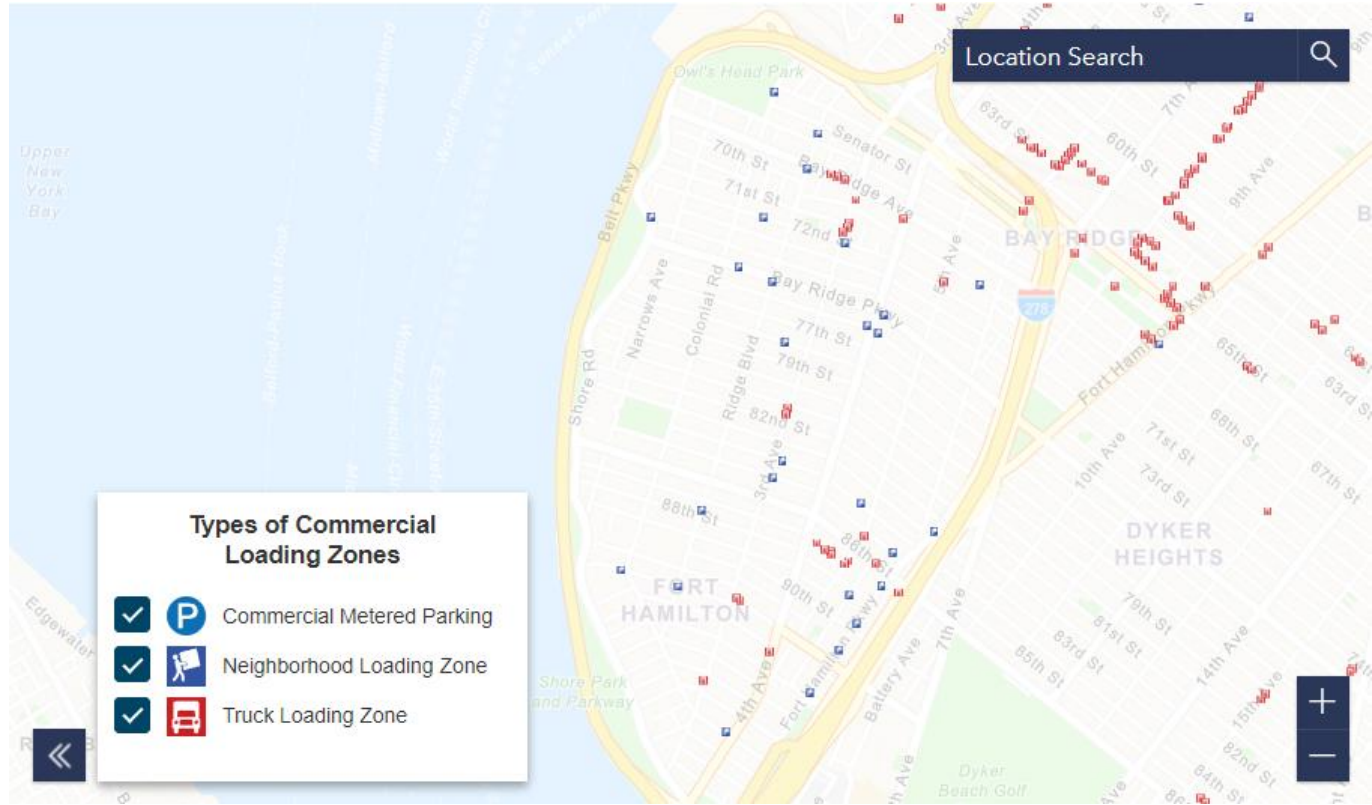 Location Search
Owl's Head Park
3rd Ave
4th
7th Ave
9th Ave
63rd St
60th St
Senator St
Bay Ridge Ave
70th St
71st St
72nd St
Upper
New
York
Bay
Belt Pkwy
BAY RIDGE
5th Ave
Narrows Ave
Colonial Rd
Bay Ridge Pkwy
278
77th St
79th St
Ridge Blvd
Shore Rd
Fort Hamilton Pkwy
65th St
63rd St
82nd St
3rd Ave
68th St
67th St
71st St
73rd St
10th Ave
88th St
86th St
DYKER
HEIGHTS
FORT
HAMILTON
90th St
79th St
81st St
83rd St
85th St
7th Ave
14th Ave
15th Ave
Battery Ave
Fort Hamilton Pkwy
4th Ave
Shore Park
and Parkway
82nd St
84th St
Dyker
Beach Golf
Edgewater
Types of Commercial
Loading Zones
P Commercial Metered Parking
Neighborhood Loading Zone
Truck Loading Zone